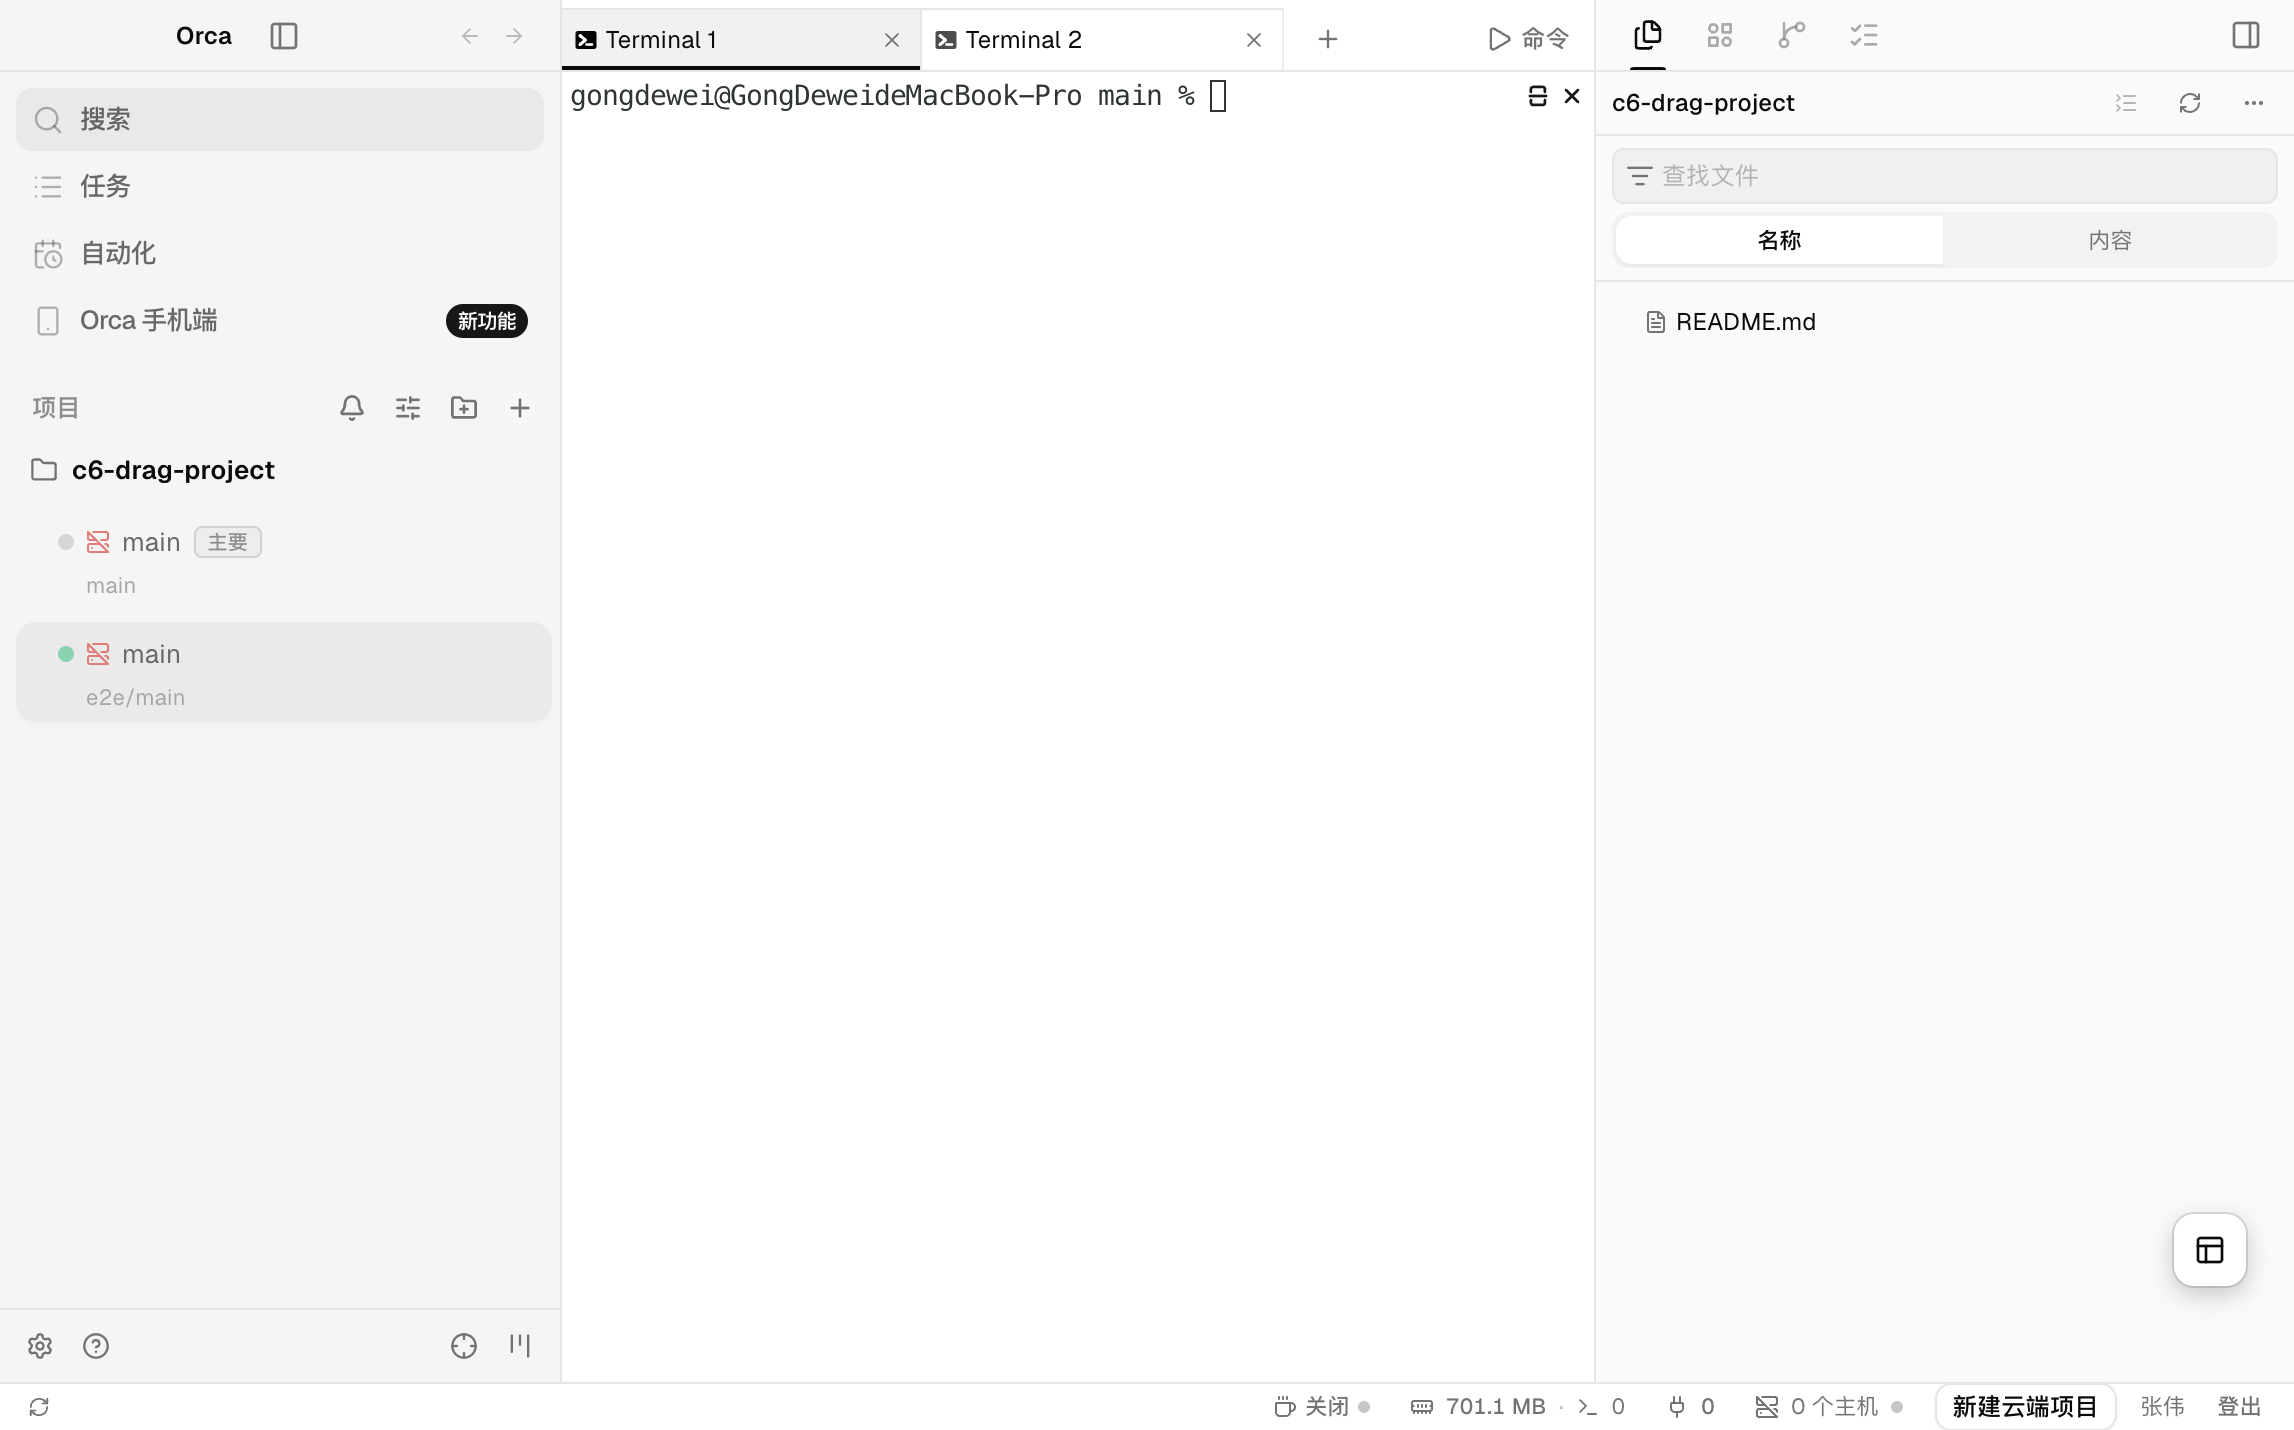 Orca
Terminal 1
Terminal 2
命令
搜索
任务
自动化
Orca 手机端 新功能
项目
c6-drag-project
main 主要
main
main
e2e/main
gongdewei@GongDeweideMacBook-Pro main %
c6-drag-project
查找文件
名称 内容
README.md
关闭 701.1 MB · 0 0 0 个主机 新建云端项目 张伟 登出